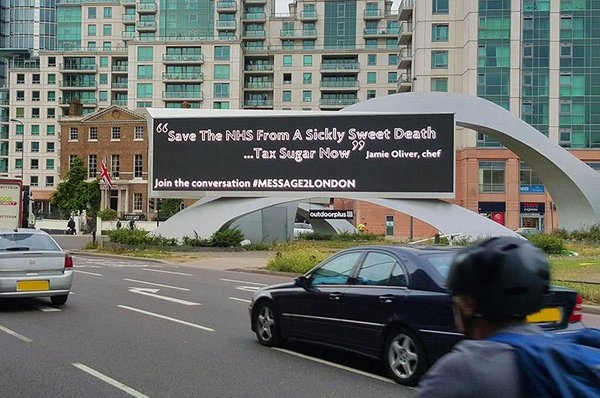 “Save The NHS From A Sickly Sweet Death
...Tax Sugar Now” Jamie Oliver, chef
Join the conversation #MESSAGE2LONDON
outdoorplus